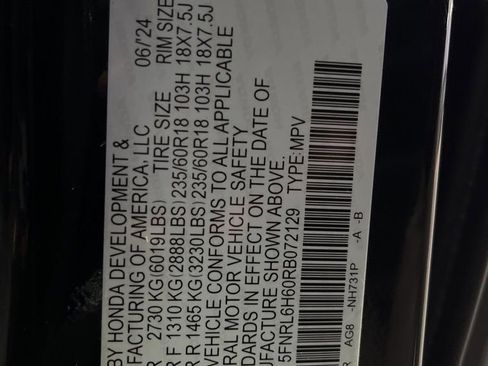 BY HONDA DEVELOPMENT & 06/24
FACTURING OF AMERICA, LLC
R 2730 KG(6019LBS) TIRE SIZE RIM SIZE
R F 1310 KG(2888LBS) 235/60R18 103H 18X7.5J
R R 1465 KG(3230LBS) 235/60R18 103H 18X7.5J
VEHICLE CONFORMS TO ALL APPLICABLE
ERAL MOTOR VEHICLE SAFETY
DARDS IN EFFECT ON THE DATE OF
UFACTURE SHOWN ABOVE.
5FNRL6H60RB072129 TYPE:MPV
R AG8 -NH731P -A -B